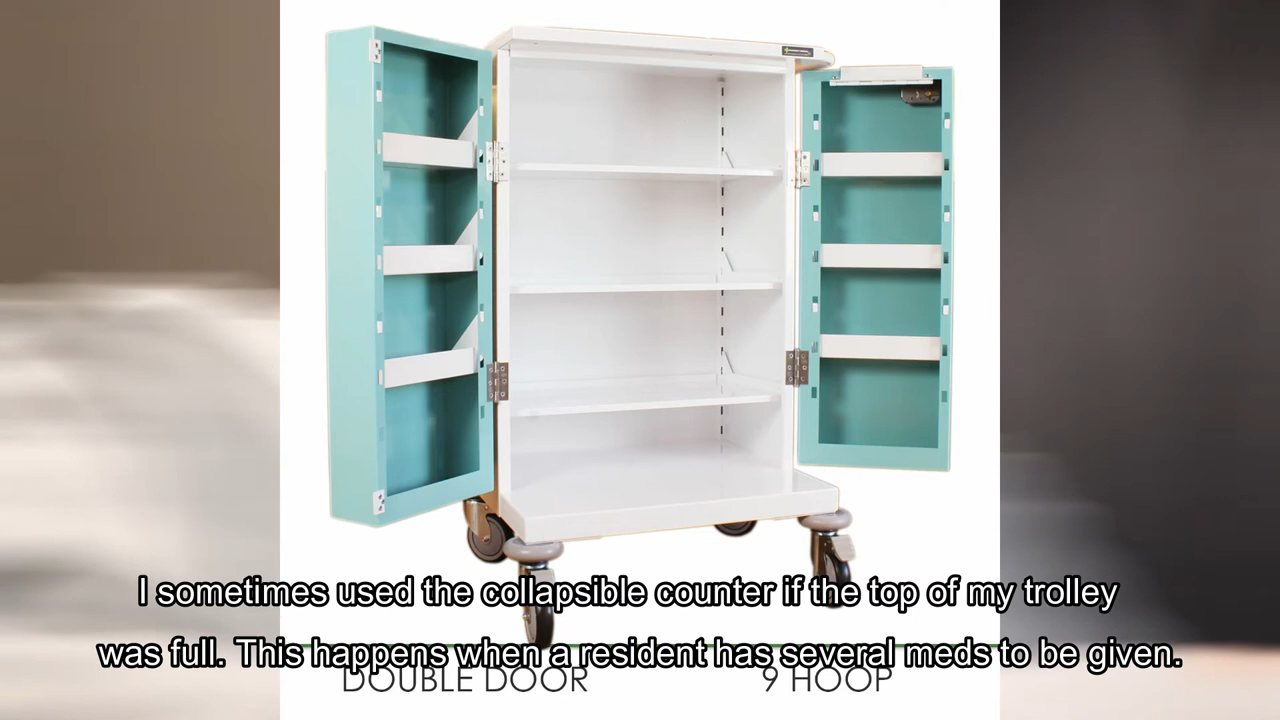 I sometimes used the collapsible counter if the top of my trolley
was full. This happens when a resident has several meds to be given.
DOUBLE DOOR 9 HOOP